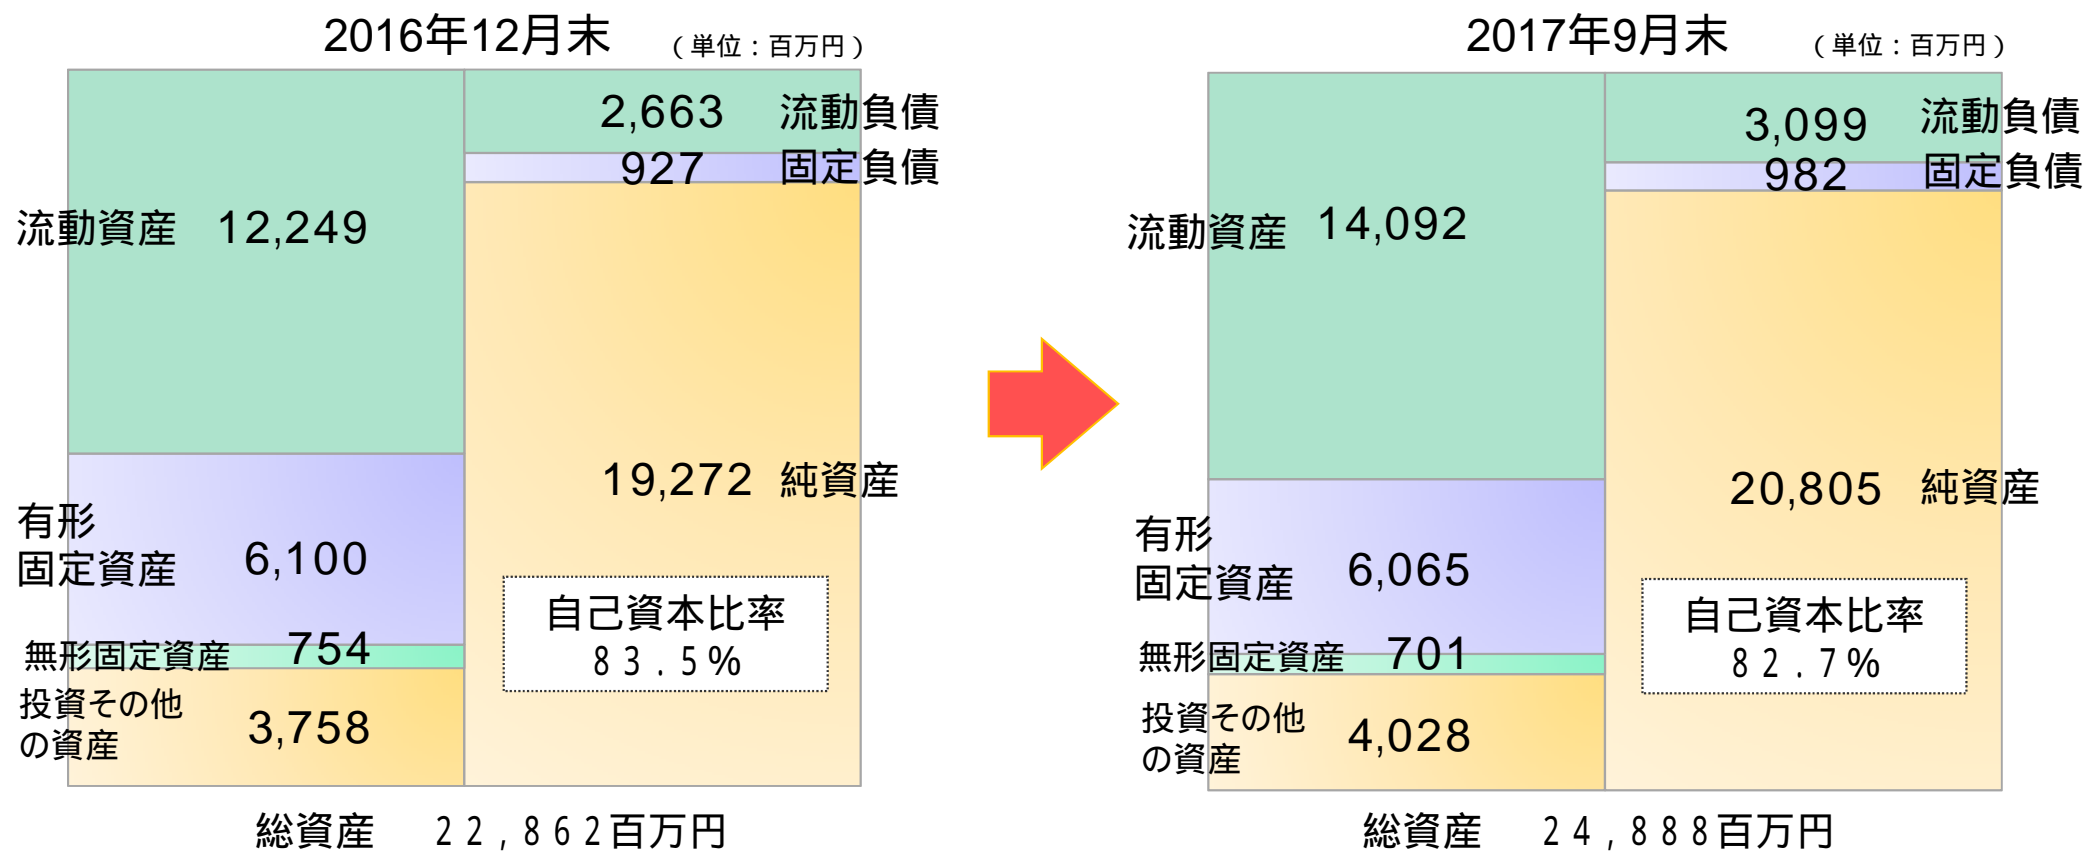 2016年12月末 （単位：百万円）
2,663 流動負債
927 固定負債
流動資産 12,249
19,272 純資産
有形
固定資産 6,100
自己資本比率
８３．５％
無形固定資産 754
投資その他
の資産 3,758
総資産 ２２，８６２百万円
2017年9月末 （単位：百万円）
3,099 流動負債
982 固定負債
流動資産 14,092
20,805 純資産
有形
固定資産 6,065
自己資本比率
８２．７％
無形固定資産 701
投資その他
の資産 4,028
総資産 ２４，８８８百万円